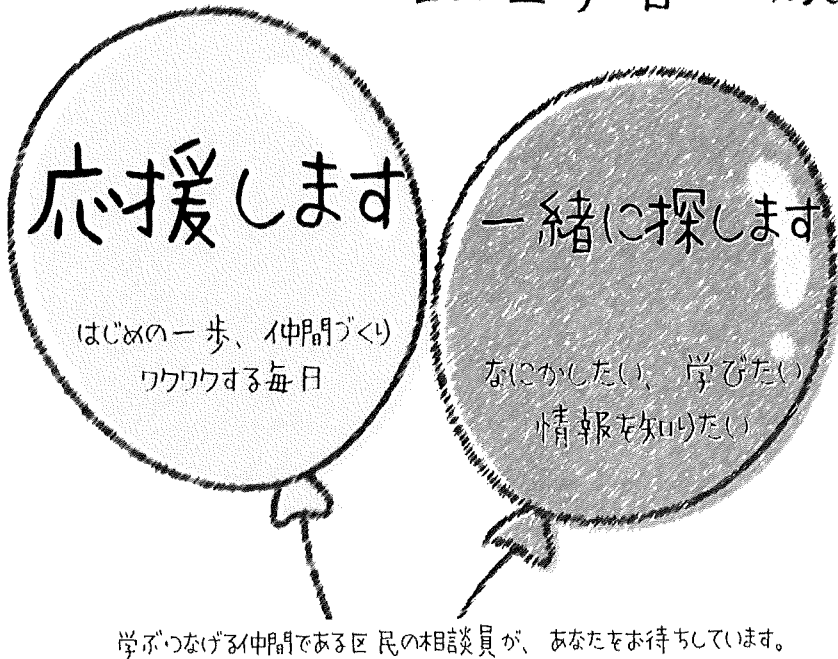 応援します
はじめの一歩、仲間づくり
ワクワクする毎日
一緒に探します
なにかしたい、学びたい
情報を知りたい
学ぶ・つなげる仲間である区民の相談員が、あなたをお待ちしています。